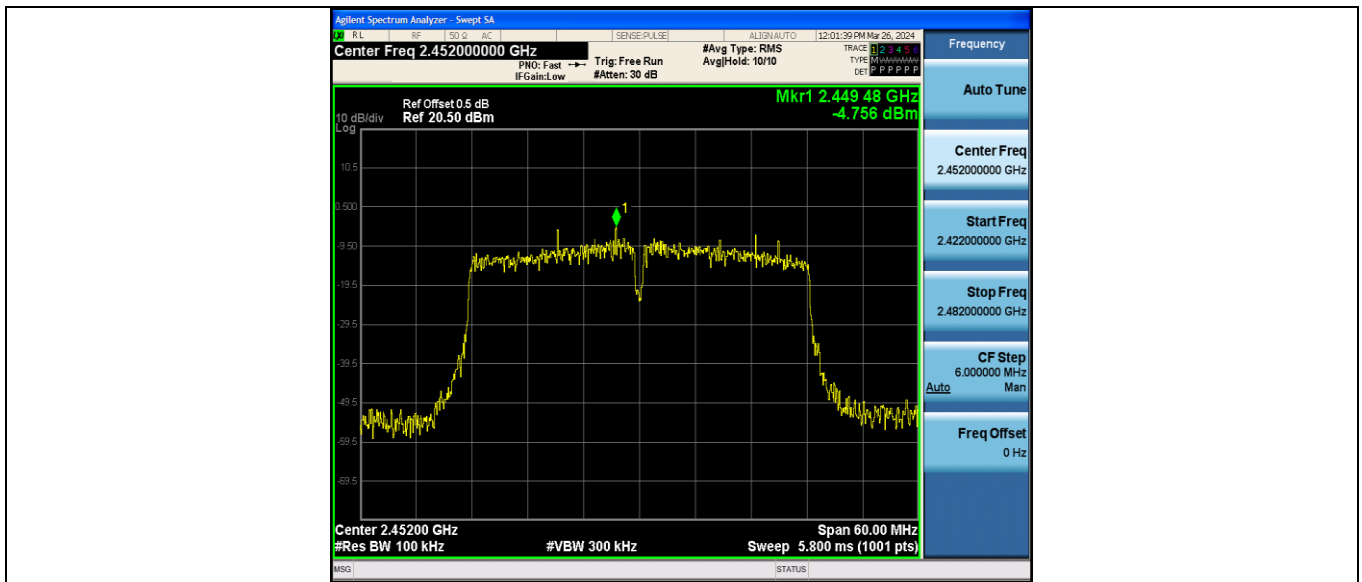 Agilent Spectrum Analyzer - Swept SA
RL RF 50 Ω AC SENSE:PULSE ALIGNAUTO 12:01:39 PM Mar 26, 2024
Center Freq 2.452000000 GHz
PNO: Fast
IFGain:Low
Trig: Free Run
#Atten: 30 dB
#Avg Type: RMS
Avg|Hold: 10/10
TRACE 1 2 3 4 5 6
TYPE M
DET P P P P P P
Frequency
Auto Tune
Center Freq
2.452000000 GHz
Start Freq
2.422000000 GHz
Stop Freq
2.482000000 GHz
CF Step
6.000000 MHz
Auto Man
Freq Offset
0 Hz
Mkr1 2.449 48 GHz
-4.756 dBm
Ref Offset 0.5 dB
10 dB/div Ref 20.50 dBm
Log
10.5
0.500
-9.50
-19.5
-29.5
-39.5
-49.5
-59.5
-69.5
1
Center 2.45200 GHz Span 60.00 MHz
#Res BW 100 kHz #VBW 300 kHz Sweep 5.800 ms (1001 pts)
MSG STATUS